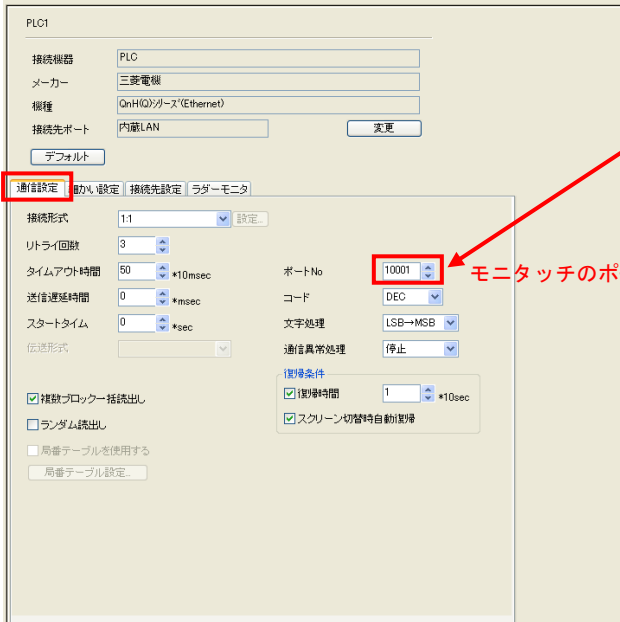 PLC1
接続機器 PLC
メーカー 三菱電機
機種 QnH(Q)シリーズ(Ethernet)
接続先ポート 内蔵LAN 変更
デフォルト
通信設定 細かい設定 接続先設定 ラダーモニタ
接続形式 1:1 設定...
リトライ回数 3
タイムアウト時間 50 *10msec ポートNo 10001 モニタッチのポ
送信遅延時間 0 *msec コード DEC
スタートタイム 0 *sec 文字処理 LSB→MSB
伝送形式 通信異常処理 停止
復帰条件
複数ブロック一括読出し 復帰時間 1 *10sec
ランダム読出し スクリーン切替時自動復帰
局番テーブルを使用する
局番テーブル設定...